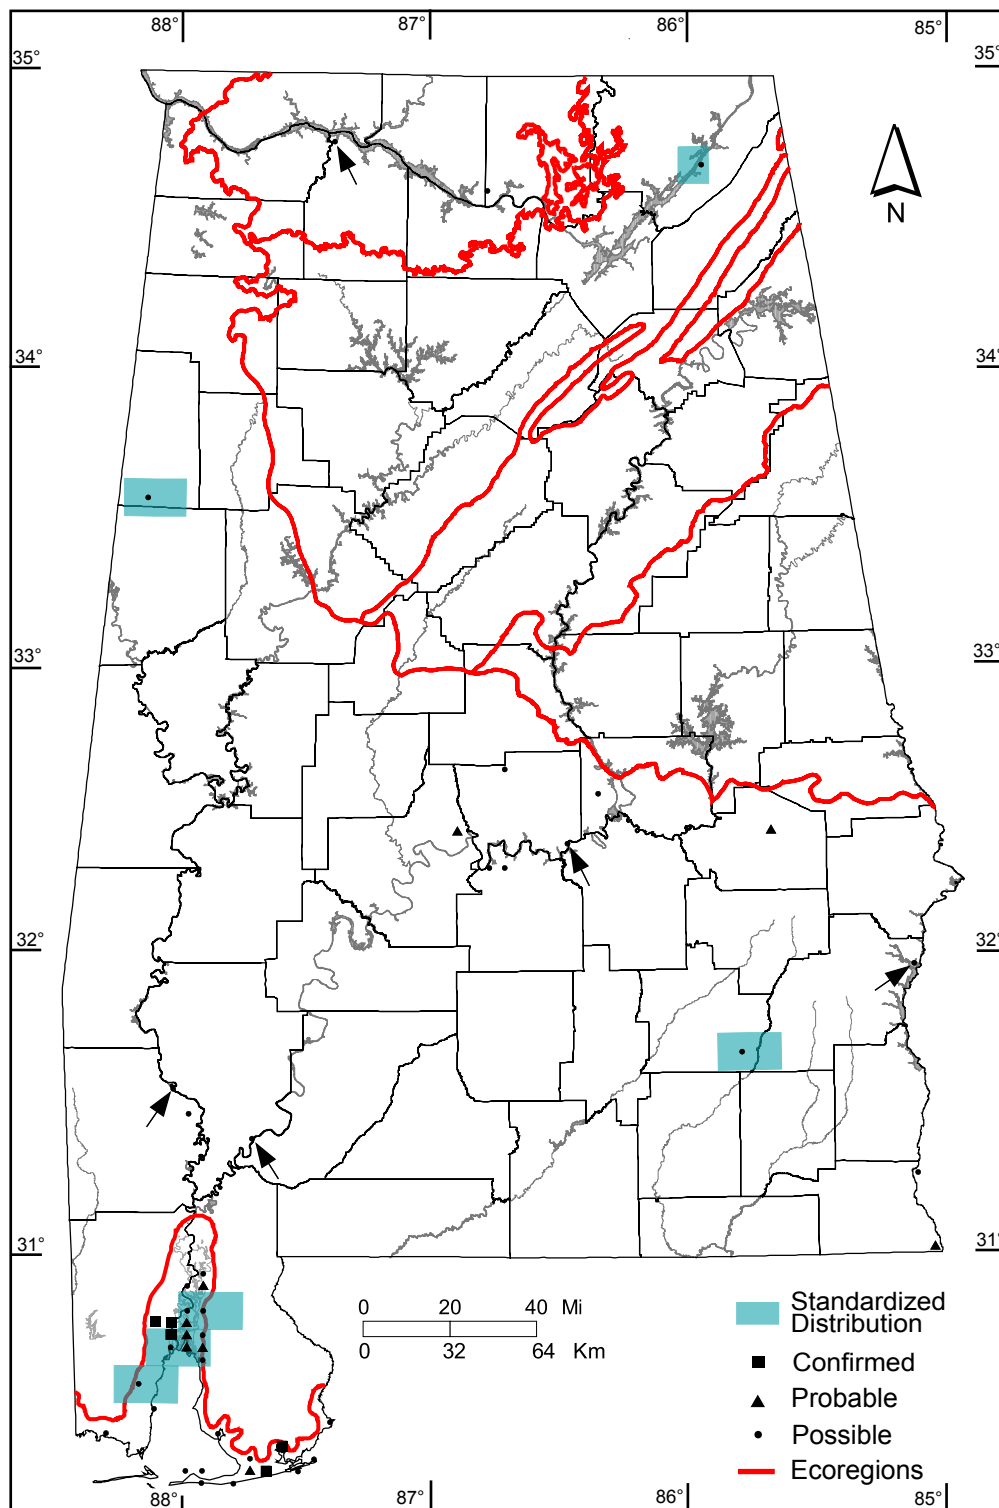 88° 87° 86° 85°
35° 35°
N
34° 34°
33° 33°
32° 32°
31° 31°
0 20 40 Mi
0 32 64 Km
Standardized
Distribution
Confirmed
Probable
Possible
Ecoregions
88° 87° 86° 85°